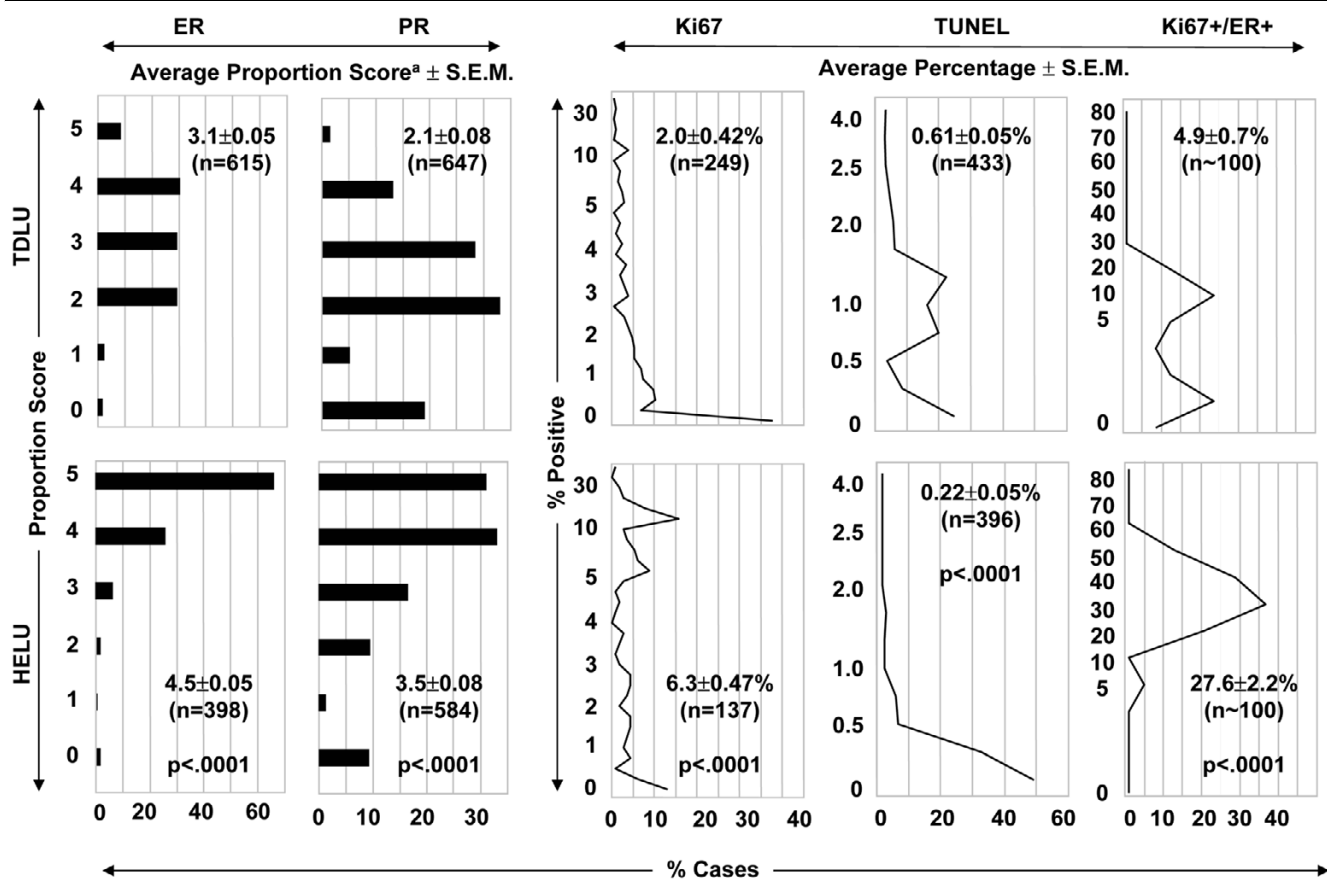 ER PR Ki67 TUNEL Ki67+/ER+
Average Proportion Scoreᵃ ± S.E.M. Average Percentage ± S.E.M.
TDLU
HELU
Proportion Score
5
4
3
2
1
0
3.1±0.05
(n=615)
2.1±0.08
(n=647)
% Positive
30
10
5
4
3
2
1
0
2.0±0.42%
(n=249)
4.0
2.5
2.0
1.0
0.5
0
0.61±0.05%
(n=433)
80
70
60
50
40
30
20
10
5
0
4.9±0.7%
(n~100)
5
4
3
2
1
0
4.5±0.05
(n=398)
p<.0001
0 20 40 60
3.5±0.08
(n=584)
p<.0001
0 10 20 30
30
10
5
4
3
2
1
0
6.3±0.47%
(n=137)
p<.0001
0 10 20 30 40
4.0
2.5
2.0
1.0
0.5
0
0.22±0.05%
(n=396)
p<.0001
0 20 40 60
80
70
60
50
40
30
20
10
5
0
27.6±2.2%
(n~100)
p<.0001
0 10 20 30 40
% Cases